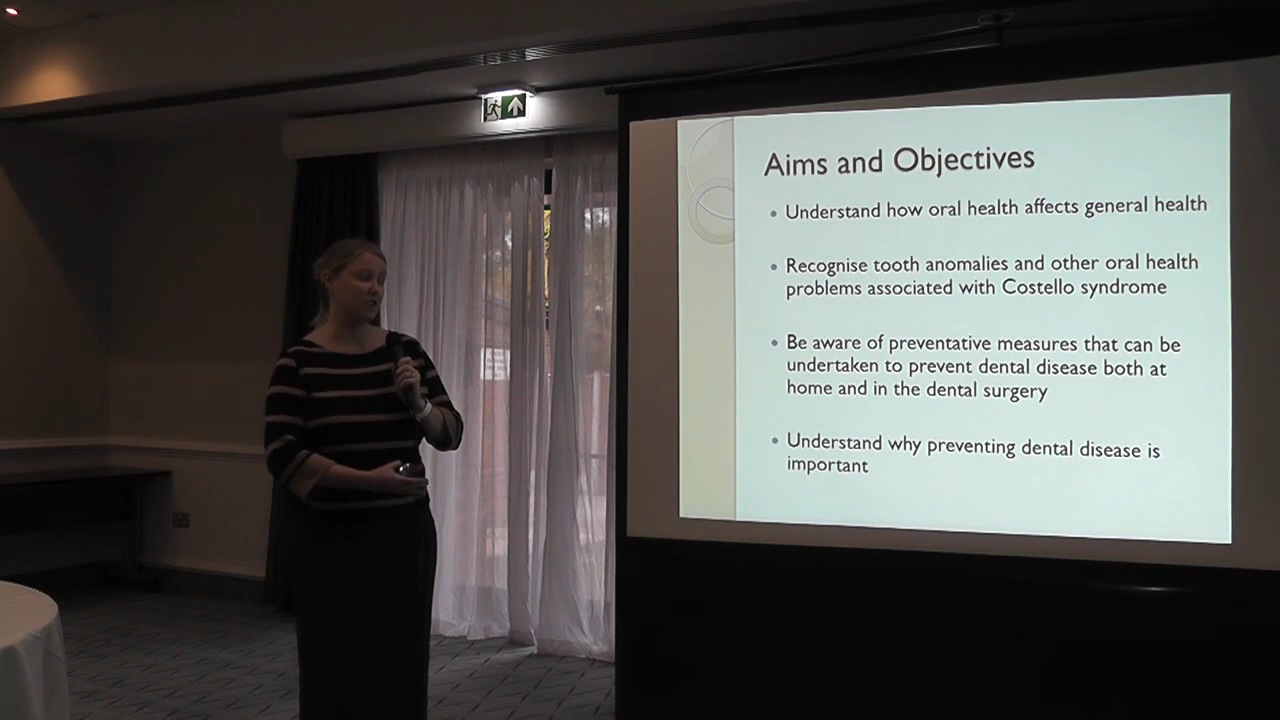 Aims and Objectives
• Understand how oral health affects general health
• Recognise tooth anomalies and other oral health
problems associated with Costello syndrome
• Be aware of preventative measures that can be
undertaken to prevent dental disease both at
home and in the dental surgery
• Understand why preventing dental disease is
important